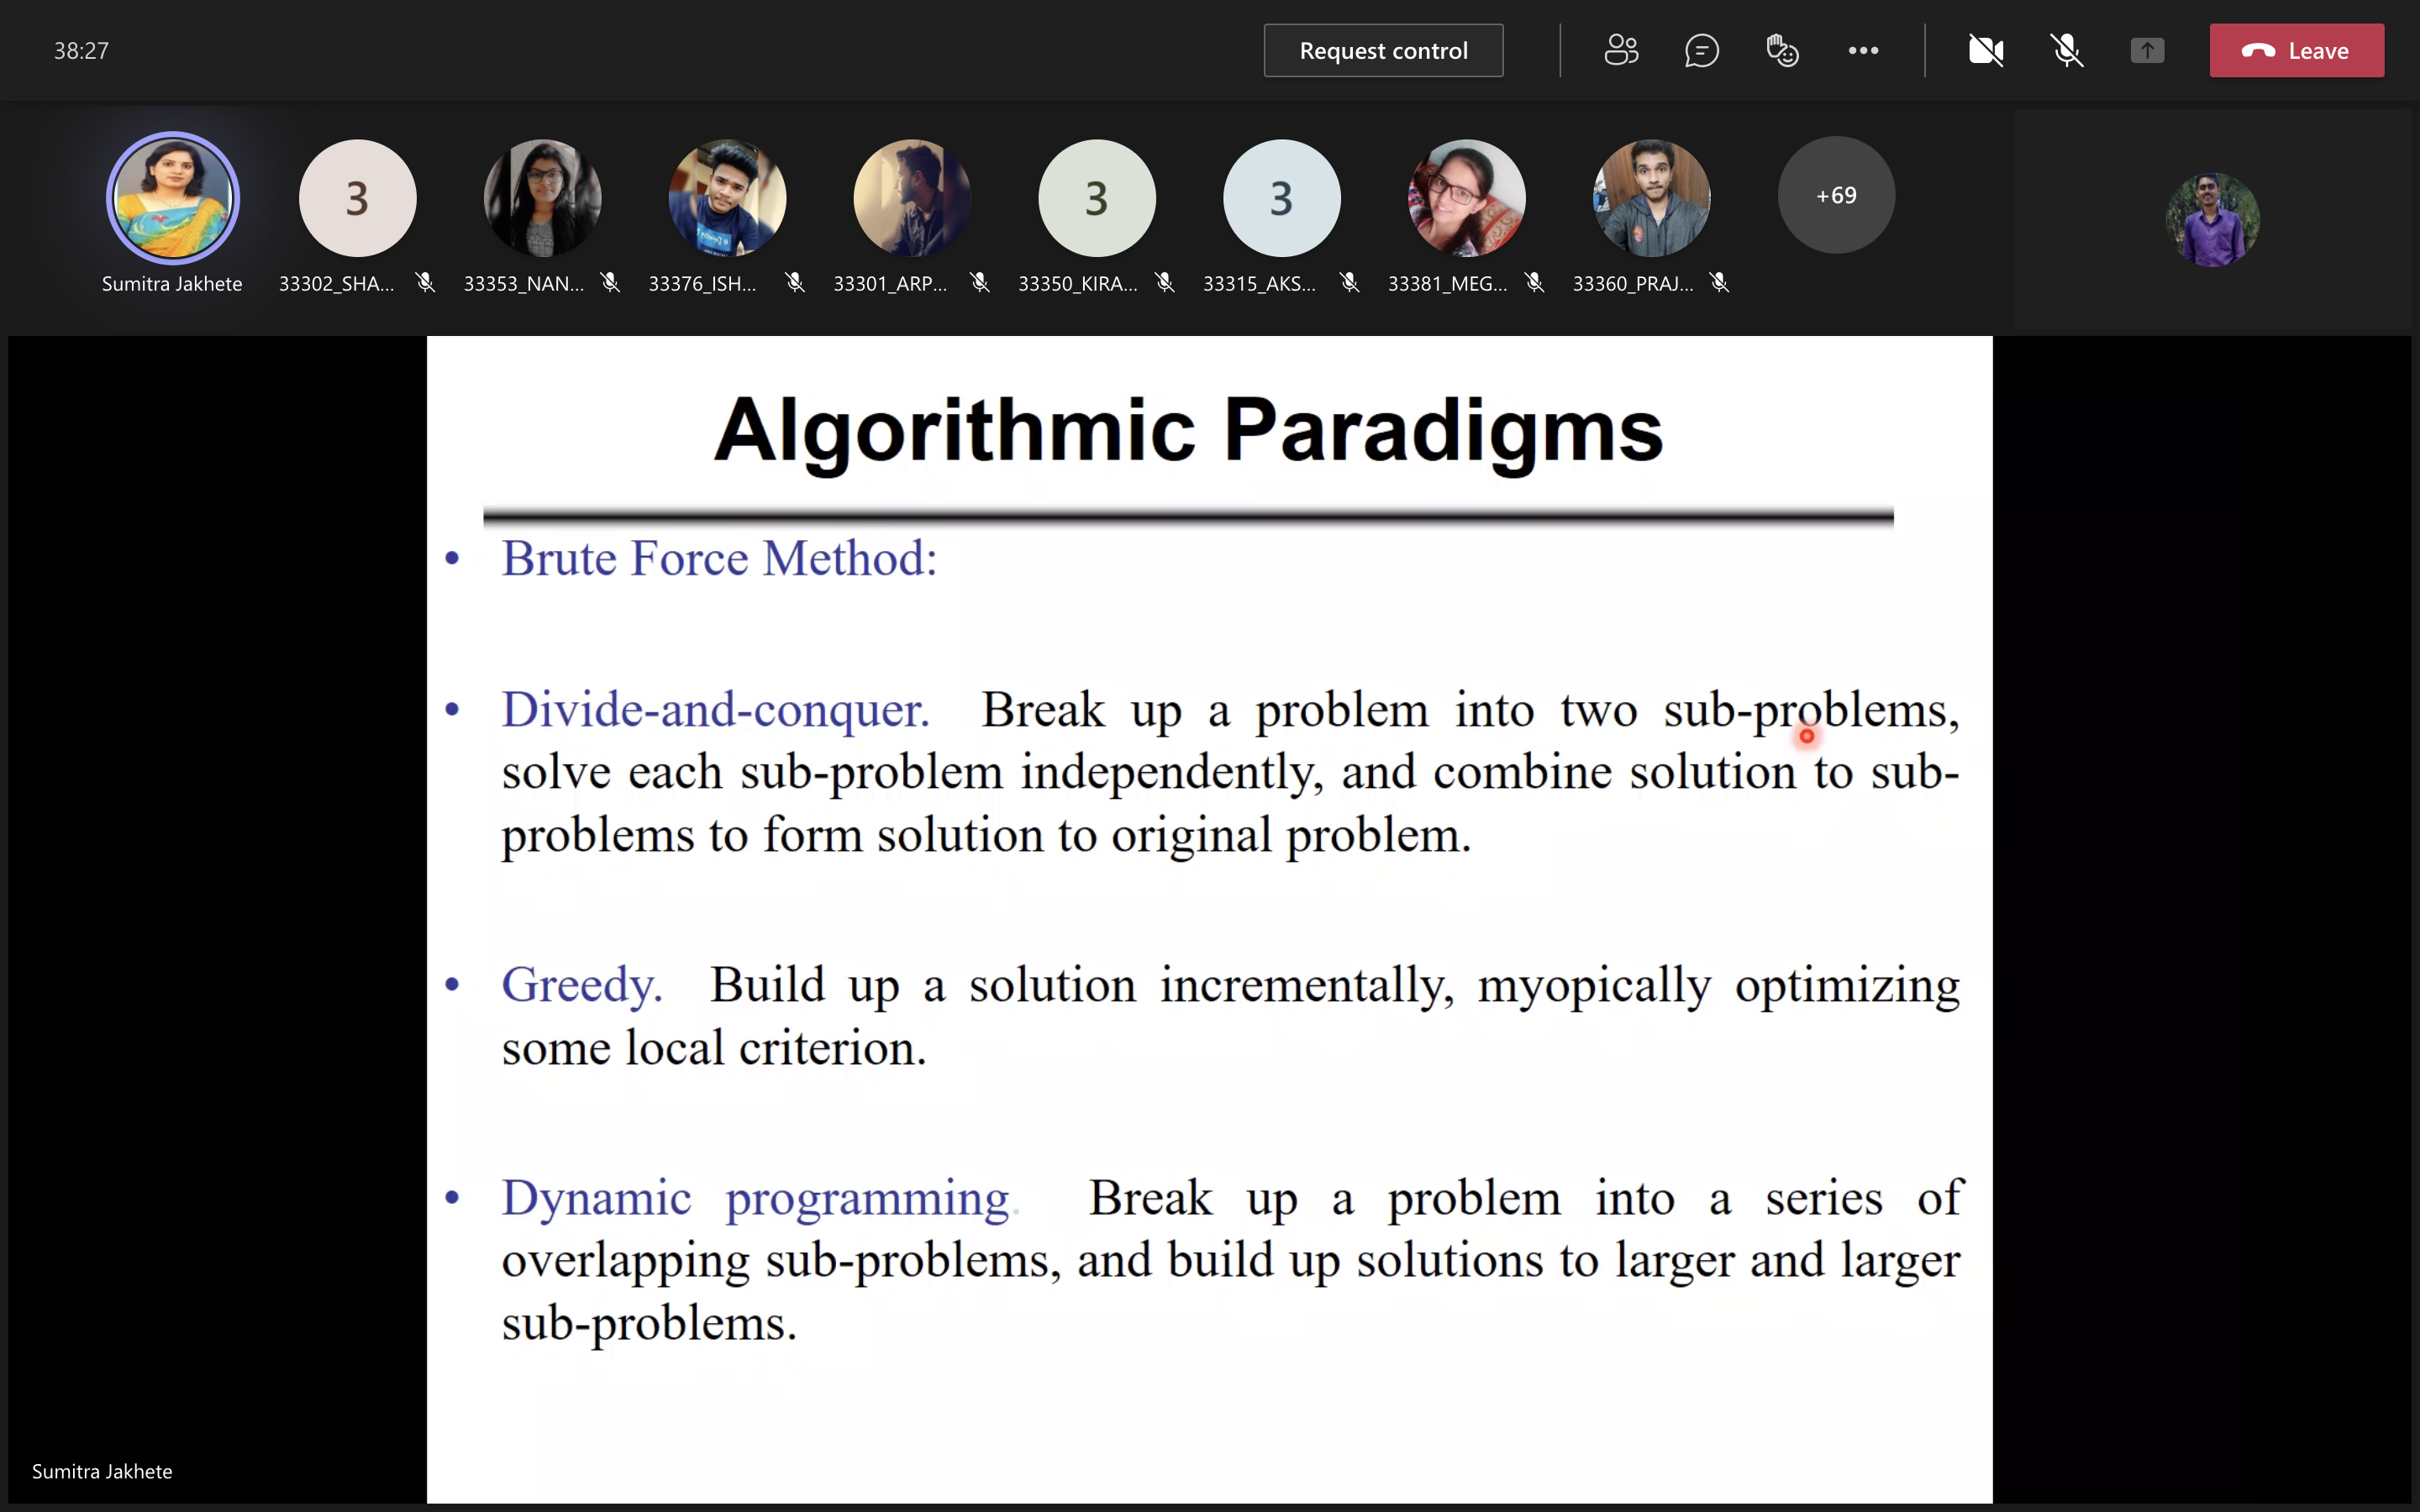 38:27
Request control
Leave
3
3
3
+69
Sumitra Jakhete
33302_SHA...
33353_NAN...
33376_ISH...
33301_ARP...
33350_KIRA...
33315_AKS...
33381_MEG...
33360_PRAJ...
Algorithmic Paradigms
• Brute Force Method:
• Divide-and-conquer. Break up a problem into two sub-problems,
solve each sub-problem independently, and combine solution to sub-
problems to form solution to original problem.
• Greedy. Build up a solution incrementally, myopically optimizing
some local criterion.
• Dynamic programming. Break up a problem into a series of
overlapping sub-problems, and build up solutions to larger and larger
sub-problems.
Sumitra Jakhete